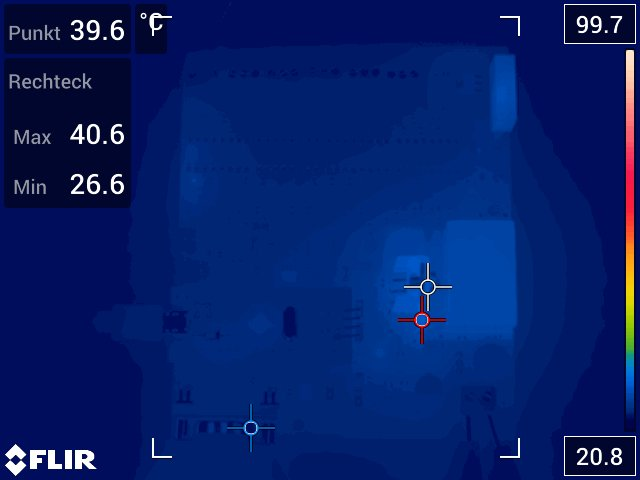 Punkt 39.6 °C
99.7
Rechteck
Max 40.6
Min 26.6
FLIR
20.8